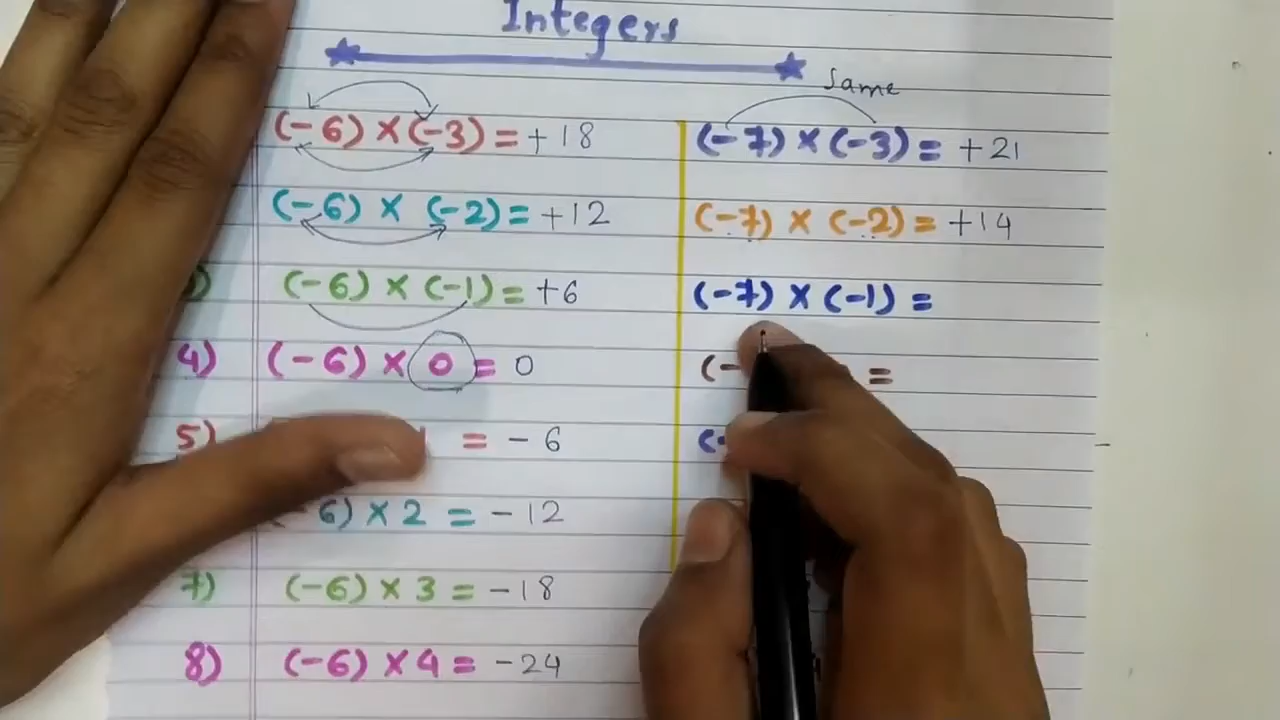 Integers
Same
(-6) × (-3) = +18
(-7) × (-3) = +21
(-6) × (-2) = +12
(-7) × (-2) = +14
(-6) × (-1) = +6
(-7) × (-1) =
4) (-6) × 0 = 0
(- =
5) = - 6
(-
6) × 2 = - 12
7) (-6) × 3 = -18
8) (-6) × 4 = -24